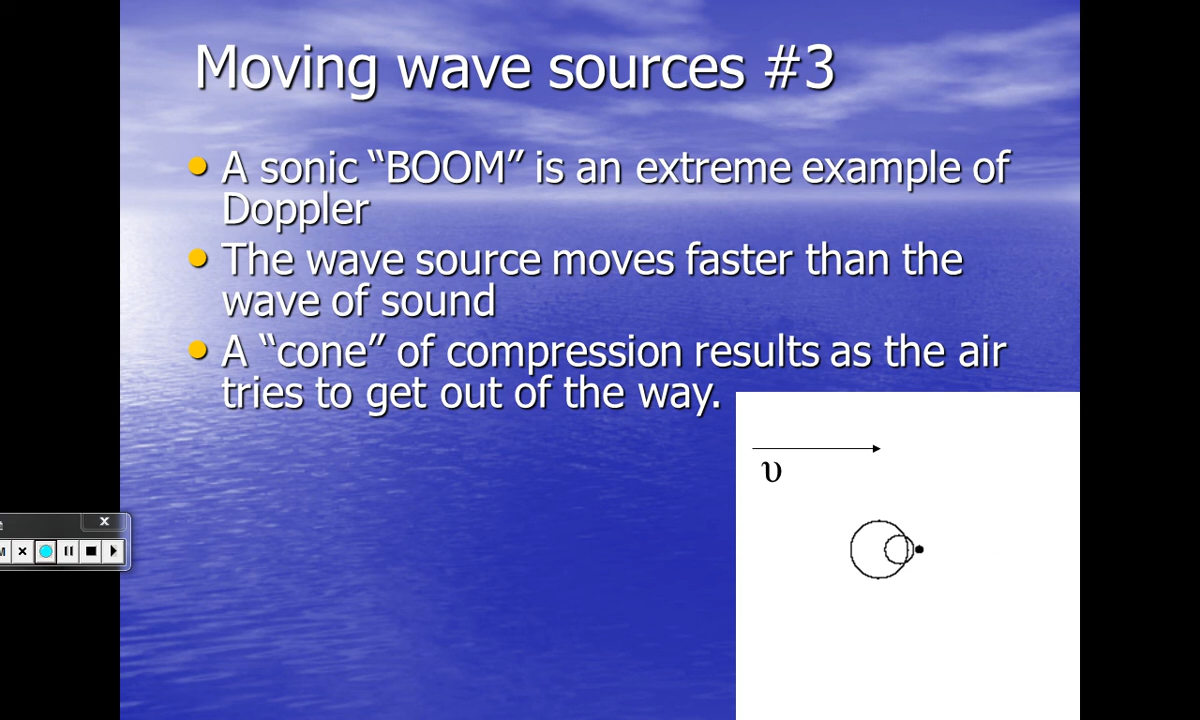 Moving wave sources #3
A sonic “BOOM” is an extreme example of
Doppler
The wave source moves faster than the
wave of sound
A “cone” of compression results as the air
tries to get out of the way.
υ